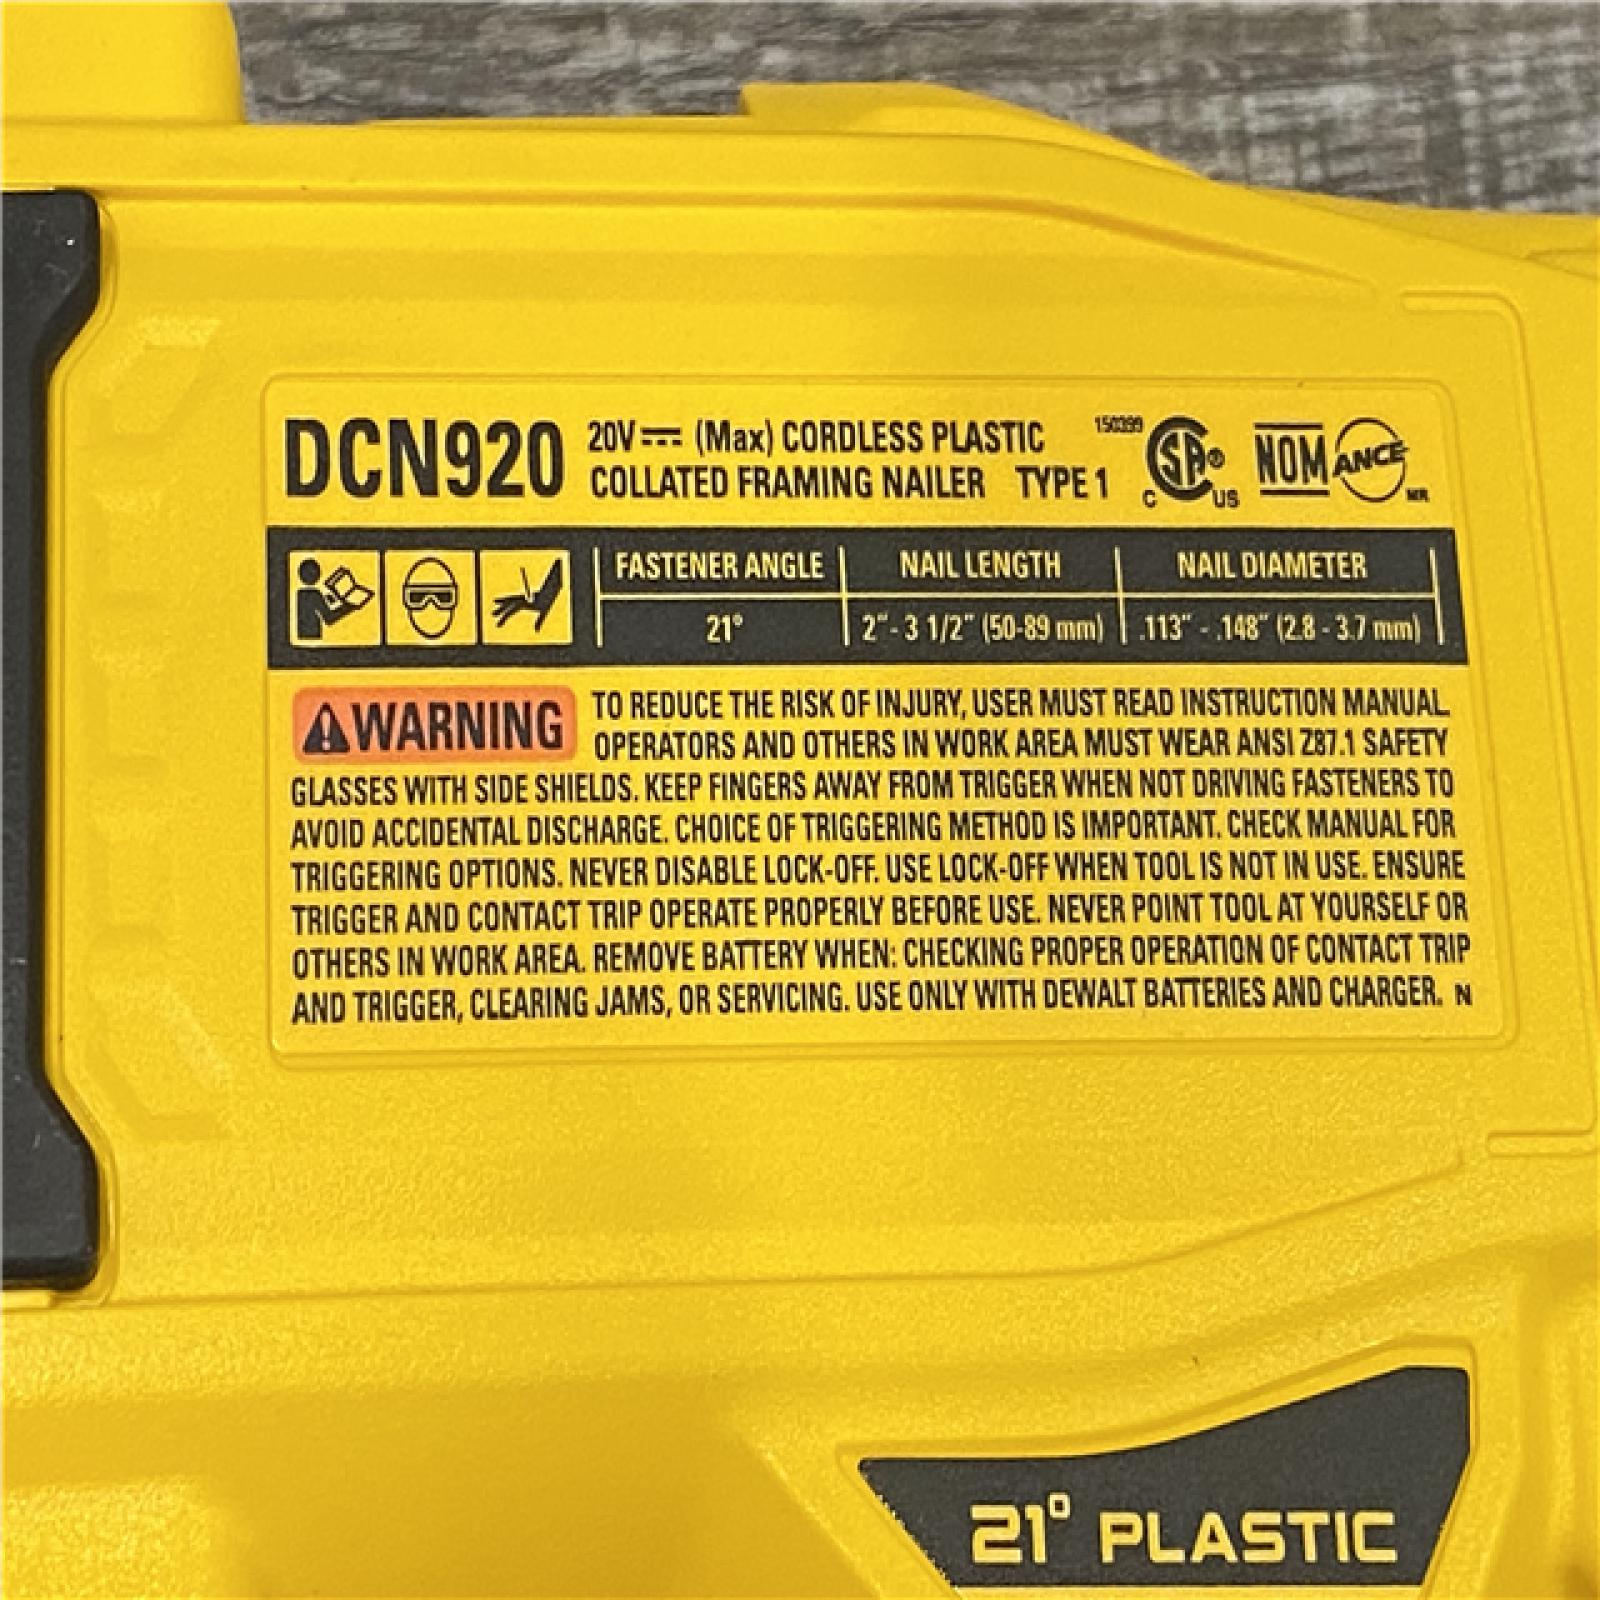 DCN920 20V (Max) CORDLESS PLASTIC
COLLATED FRAMING NAILER TYPE 1
150399
SA®
C US
NOM
ANCE
MR
FASTENER ANGLE NAIL LENGTH NAIL DIAMETER
21° 2"- 3 1/2" (50-89 mm) .113" - .148" (2.8 - 3.7 mm)
WARNING TO REDUCE THE RISK OF INJURY, USER MUST READ INSTRUCTION MANUAL.
OPERATORS AND OTHERS IN WORK AREA MUST WEAR ANSI Z87.1 SAFETY
GLASSES WITH SIDE SHIELDS. KEEP FINGERS AWAY FROM TRIGGER WHEN NOT DRIVING FASTENERS TO
AVOID ACCIDENTAL DISCHARGE. CHOICE OF TRIGGERING METHOD IS IMPORTANT. CHECK MANUAL FOR
TRIGGERING OPTIONS. NEVER DISABLE LOCK-OFF. USE LOCK-OFF WHEN TOOL IS NOT IN USE. ENSURE
TRIGGER AND CONTACT TRIP OPERATE PROPERLY BEFORE USE. NEVER POINT TOOL AT YOURSELF OR
OTHERS IN WORK AREA. REMOVE BATTERY WHEN: CHECKING PROPER OPERATION OF CONTACT TRIP
AND TRIGGER, CLEARING JAMS, OR SERVICING. USE ONLY WITH DEWALT BATTERIES AND CHARGER. N
21° PLASTIC